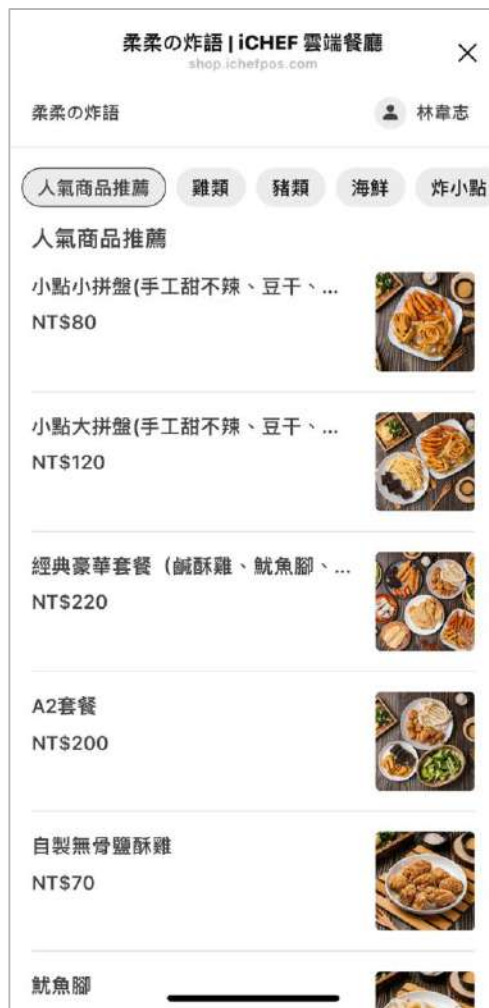 柔柔の炸語 | iCHEF 雲端餐廳
shop.ichefpos.com
柔柔の炸語
林韋志
人氣商品推薦
雞類
豬類
海鮮
炸小點
人氣商品推薦
小點小拼盤(手工甜不辣、豆干、...
NT$80
小點大拼盤(手工甜不辣、豆干、...
NT$120
經典豪華套餐（鹹酥雞、魷魚腳、...
NT$220
A2套餐
NT$200
自製無骨鹽酥雞
NT$70
魷魚腳